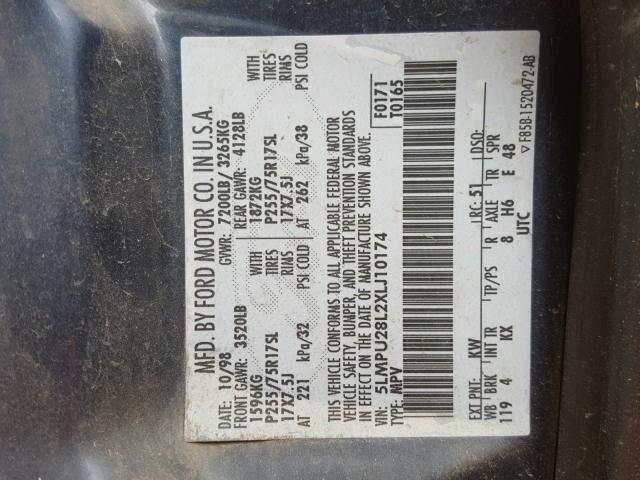 MFD. BY FORD MOTOR CO. IN U.S.A.
DATE: 10/98 GVWR: 7200LB/ 3265KG
FRONT GAWR: 3520LB REAR GAWR: 4128LB
1596KG WITH 1872KG WITH
P255/75R17SL TIRES P255/75R17SL TIRES
17X7.5J RIMS 17X7.5J RIMS
AT 221 kPa/32 PSI COLD AT 262 kPa/38 PSI COLD
THIS VEHICLE CONFORMS TO ALL APPLICABLE FEDERAL MOTOR
VEHICLE SAFETY, BUMPER, AND THEFT PREVENTION STANDARDS
IN EFFECT ON THE DATE OF MANUFACTURE SHOWN ABOVE.
VIN: 5LMPU28L2XLJ10174 F0171
TYPE: MPV T0165
EXT PNT: KW RC: 51 DSO:
WB BRK INT TR TP/PS R AXLE TR SPR
119 4 KX 8 H6 E 48
UTC
▽ F85B-1520472-AB